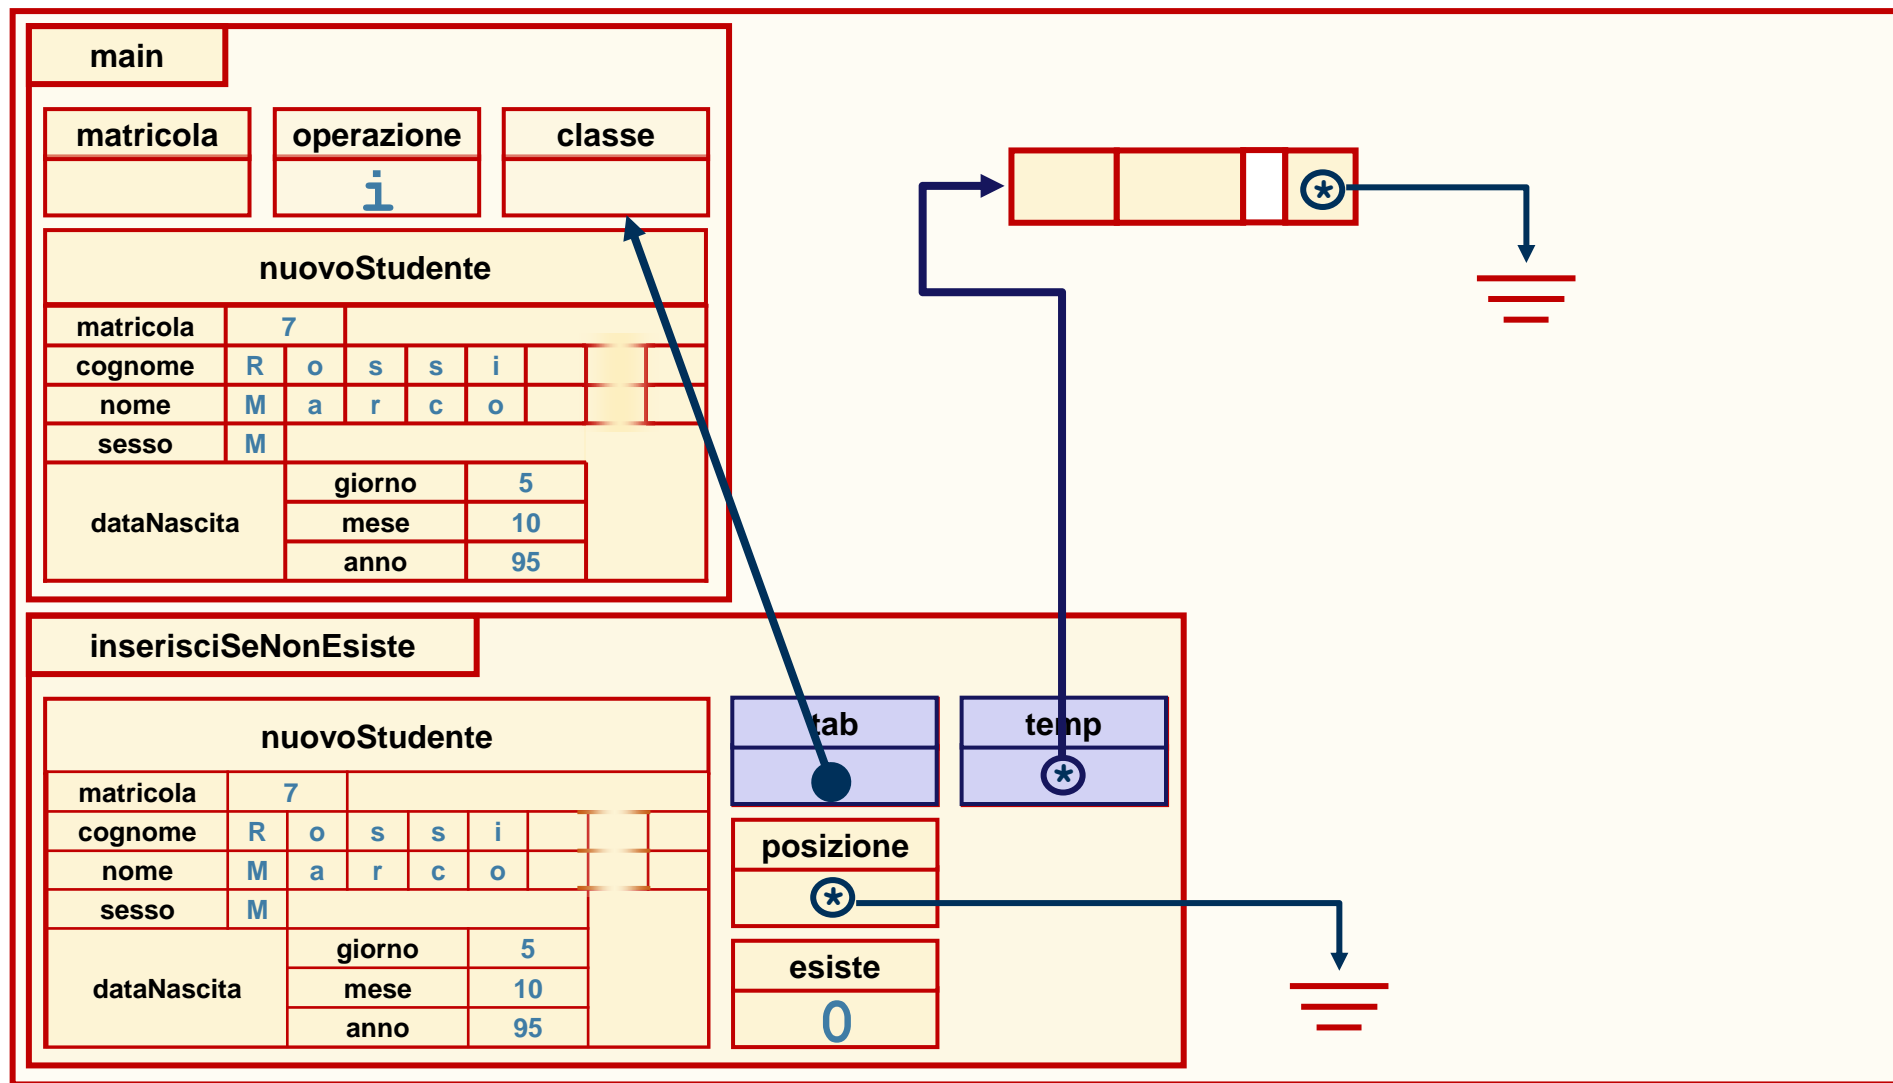 main
matricola operazione classe
i
nuovoStudente
matricola 7
cognome R o s s i
nome M a r c o
sesso M
dataNascita giorno 5
mese 10
anno 95
inserisciSeNonEsiste
nuovoStudente
matricola 7
cognome R o s s i
nome M a r c o
sesso M
dataNascita giorno 5
mese 10
anno 95
tab temp
*
posizione
*
esiste
0
*